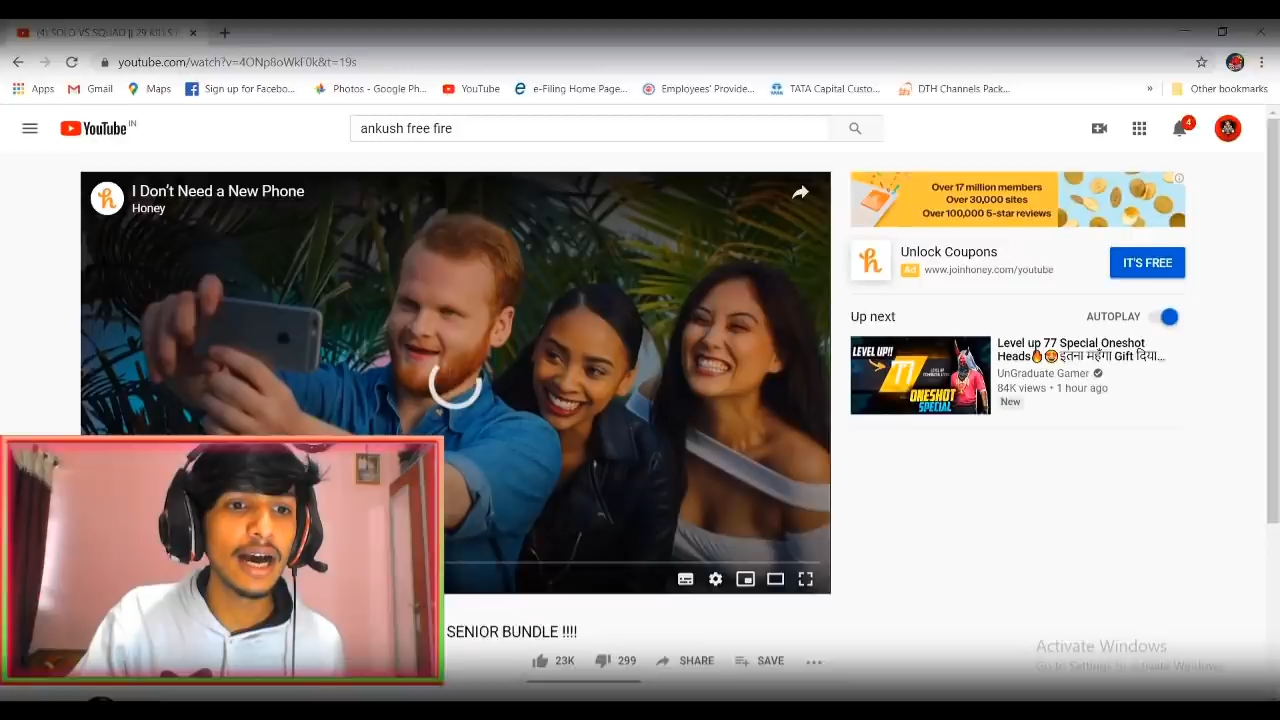 (4) SOLO VS SQUAD || 29 KILLS
youtube.com/watch?v=4ONp8oWkF0k&t=19s
Apps
Gmail
Maps
Sign up for Facebo...
Photos - Google Ph...
YouTube
e-Filing Home Page...
Employees' Provide...
TATA Capital Custo...
DTH Channels Pack...
»
Other bookmarks
YouTube IN
ankush free fire
4
I Don't Need a New Phone
Honey
Over 17 million members
Over 30,000 sites
Over 100,000 5-star reviews
Unlock Coupons
Ad www.joinhoney.com/youtube
IT'S FREE
Up next
AUTOPLAY
LEVEL UP!!
77
ONESHOT
SPECIAL
Level up 77 Special Oneshot
Heads🔥🤩इतना महँगा Gift दिया...
UnGraduate Gamer
84K views • 1 hour ago
New
SENIOR BUNDLE !!!!
23K
299
SHARE
SAVE
Activate Windows
Go to Settings to activate Windows.